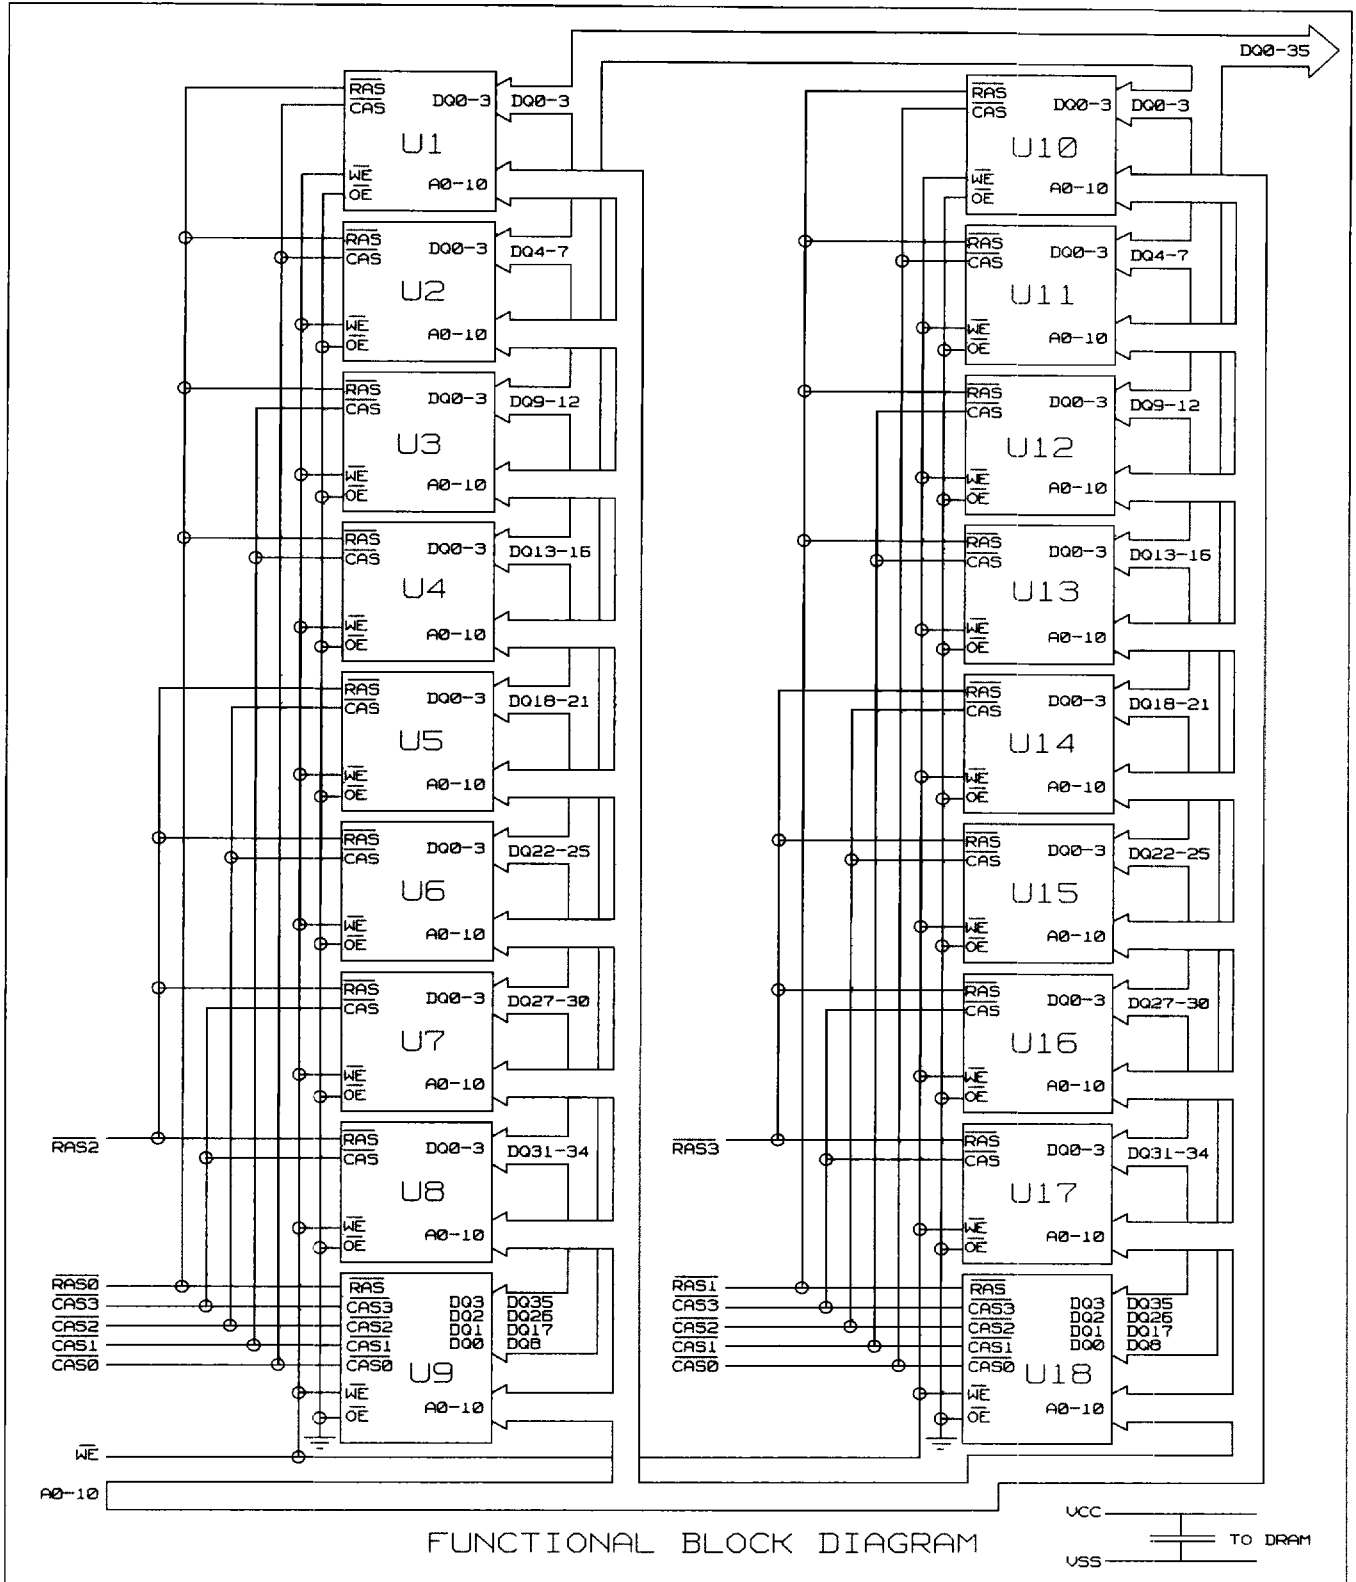 DQ0-35
RAS
CAS
U1
WE
OE
DQ0-3
A0-10
DQ0-3
RAS
CAS
U2
WE
OE
DQ0-3
A0-10
DQ4-7
RAS
CAS
U3
WE
OE
DQ0-3
A0-10
DQ9-12
RAS
CAS
U4
WE
OE
DQ0-3
A0-10
DQ13-16
RAS
CAS
U5
WE
OE
DQ0-3
A0-10
DQ18-21
RAS
CAS
U6
WE
OE
DQ0-3
A0-10
DQ22-25
RAS
CAS
U7
WE
OE
DQ0-3
A0-10
DQ27-30
RAS2
RAS
CAS
U8
WE
OE
DQ0-3
A0-10
DQ31-34
RAS0
CAS3
CAS2
CAS1
CAS0
RAS
CAS3
CAS2
CAS1
CAS0
U9
WE
OE
DQ3 DQ35
DQ2 DQ26
DQ1 DQ17
DQ0 DQ8
A0-10
WE
A0-10
RAS
CAS
U10
WE
OE
DQ0-3
A0-10
DQ0-3
RAS
CAS
U11
WE
OE
DQ0-3
A0-10
DQ4-7
RAS
CAS
U12
WE
OE
DQ0-3
A0-10
DQ9-12
RAS
CAS
U13
WE
OE
DQ0-3
A0-10
DQ13-16
RAS
CAS
U14
WE
OE
DQ0-3
A0-10
DQ18-21
RAS
CAS
U15
WE
OE
DQ0-3
A0-10
DQ22-25
RAS
CAS
U16
WE
OE
DQ0-3
A0-10
DQ27-30
RAS3
RAS
CAS
U17
WE
OE
DQ0-3
A0-10
DQ31-34
RAS1
CAS3
CAS2
CAS1
CAS0
RAS
CAS3
CAS2
CAS1
CAS0
U18
WE
OE
DQ3 DQ35
DQ2 DQ26
DQ1 DQ17
DQ0 DQ8
A0-10
FUNCTIONAL BLOCK DIAGRAM
VCC
TO DRAM
VSS